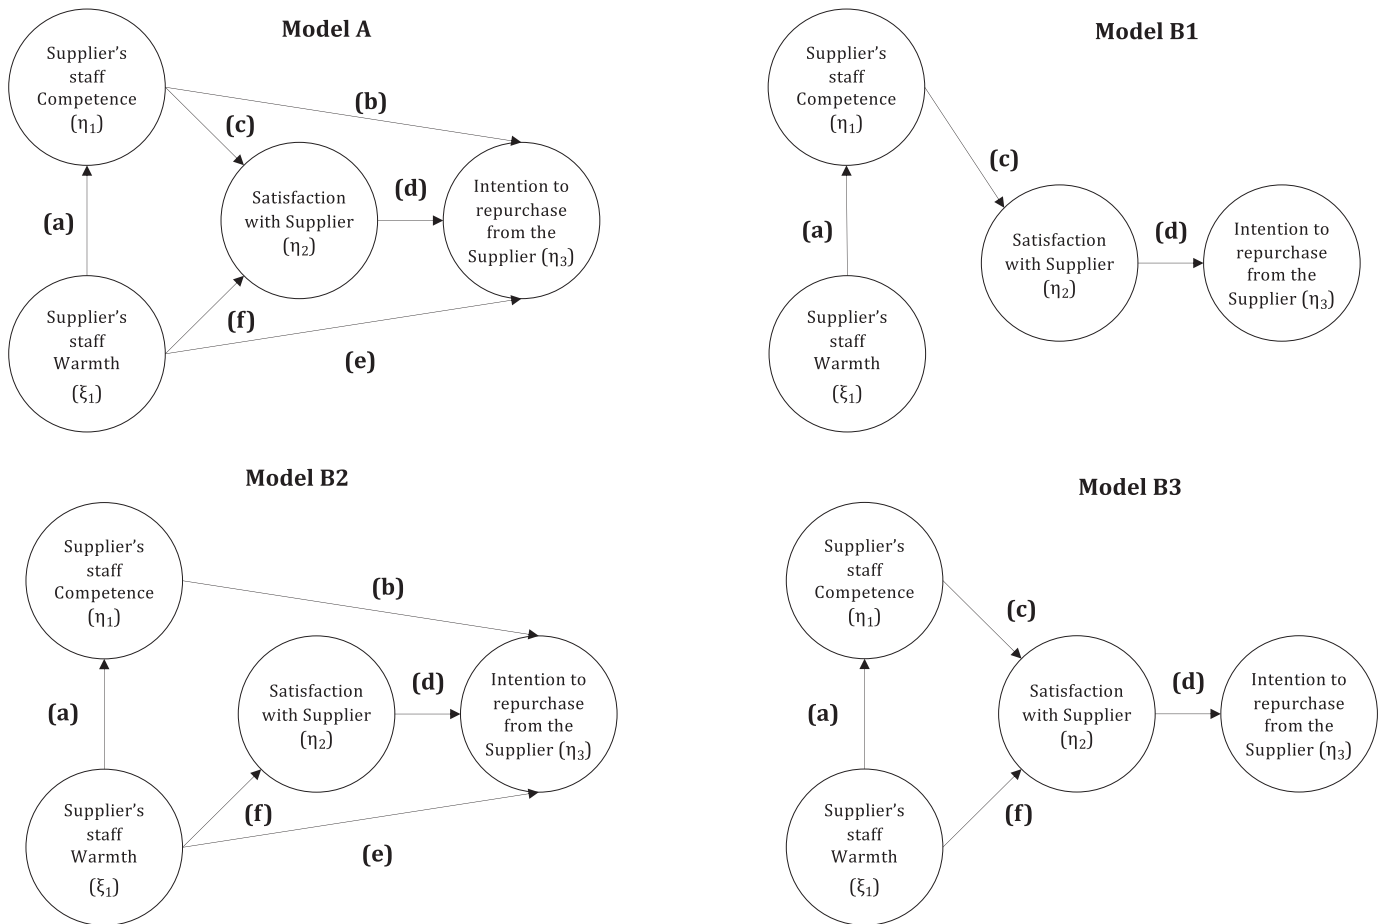 Model A
Supplier’s
staff
Competence
(η1)
(b)
(c)
(a)
Satisfaction
with Supplier
(η2)
(d)
Intention to
repurchase
from the
Supplier (η3)
Supplier’s
staff
Warmth
(ξ1)
(f)
(e)
Model B1
Supplier’s
staff
Competence
(η1)
(c)
(a)
Satisfaction
with Supplier
(η2)
(d)
Intention to
repurchase
from the
Supplier (η3)
Supplier’s
staff
Warmth
(ξ1)
Model B2
Supplier’s
staff
Competence
(η1)
(b)
(a)
Satisfaction
with Supplier
(η2)
(d)
Intention to
repurchase
from the
Supplier (η3)
Supplier’s
staff
Warmth
(ξ1)
(f)
(e)
Model B3
Supplier’s
staff
Competence
(η1)
(c)
(a)
Satisfaction
with Supplier
(η2)
(d)
Intention to
repurchase
from the
Supplier (η3)
Supplier’s
staff
Warmth
(ξ1)
(f)